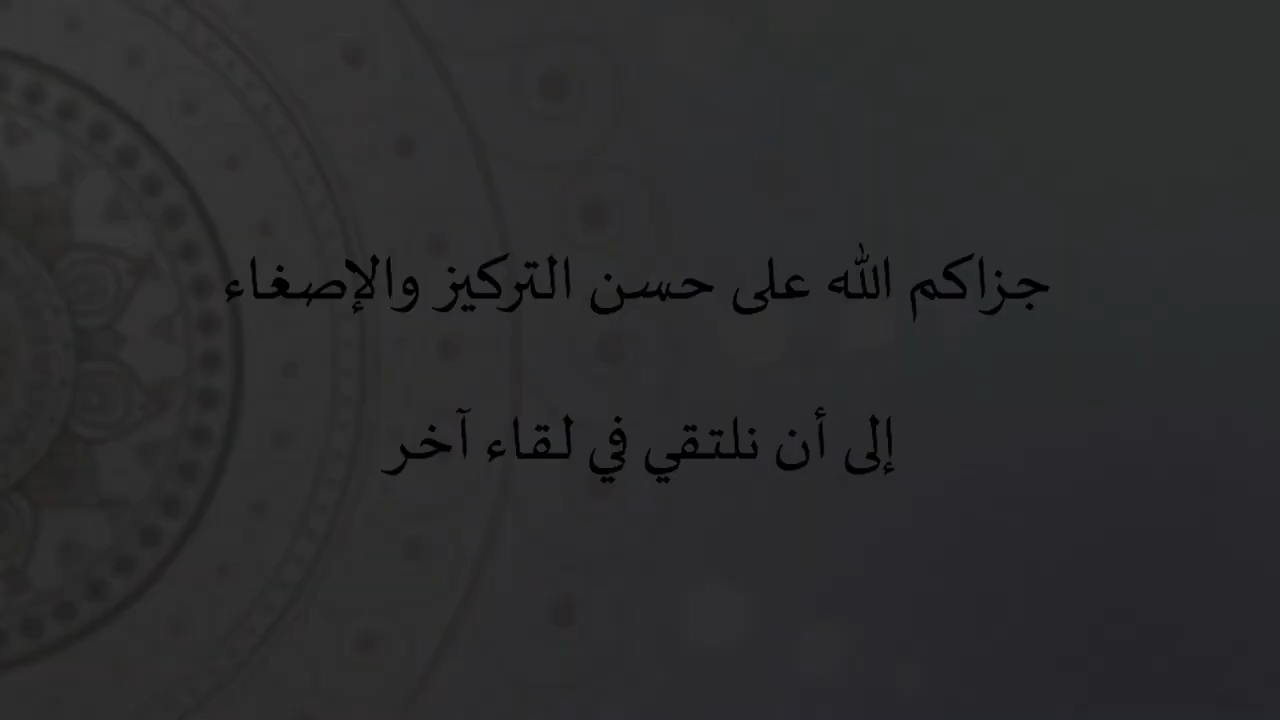 جزاكم الله على حسن التركيز والإصغاء
إلى أن نلتقي في لقاء آخر